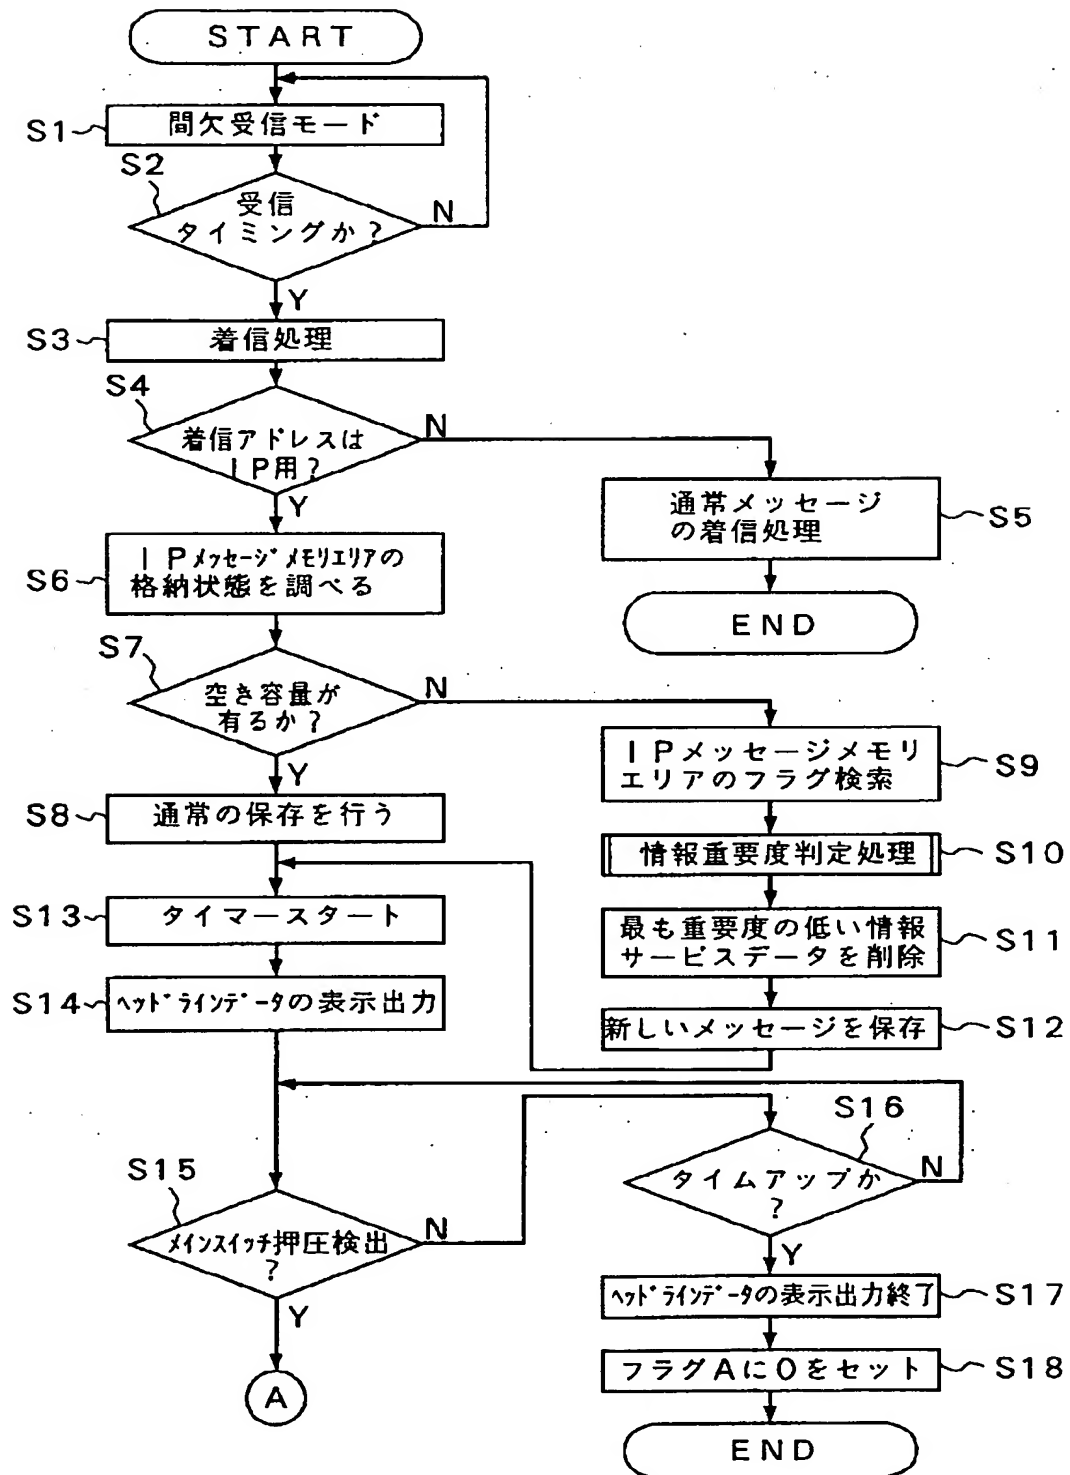 START
S1
間欠受信モード
S2
受信
タイミングか?
N
Y
S3
着信処理
S4
着信アドレスは
IP用?
N
Y
通常メッセージ
の着信処理
S5
END
S6
IPメッセージメモリエリアの
格納状態を調べる
S7
空き容量が
有るか?
N
Y
IPメッセージメモリ
エリアのフラグ検索
S9
S8
通常の保存を行う
情報重要度判定処理
S10
S13
タイマースタート
最も重要度の低い情報
サービスデータを削除
S11
S14
ヘッドラインデータの表示出力
新しいメッセージを保存
S12
S16
タイムアップか
?
N
Y
S15
メインスイッチ押圧検出
?
N
Y
ヘッドラインデータの表示出力終了
S17
フラグAに0をセット
S18
A
END